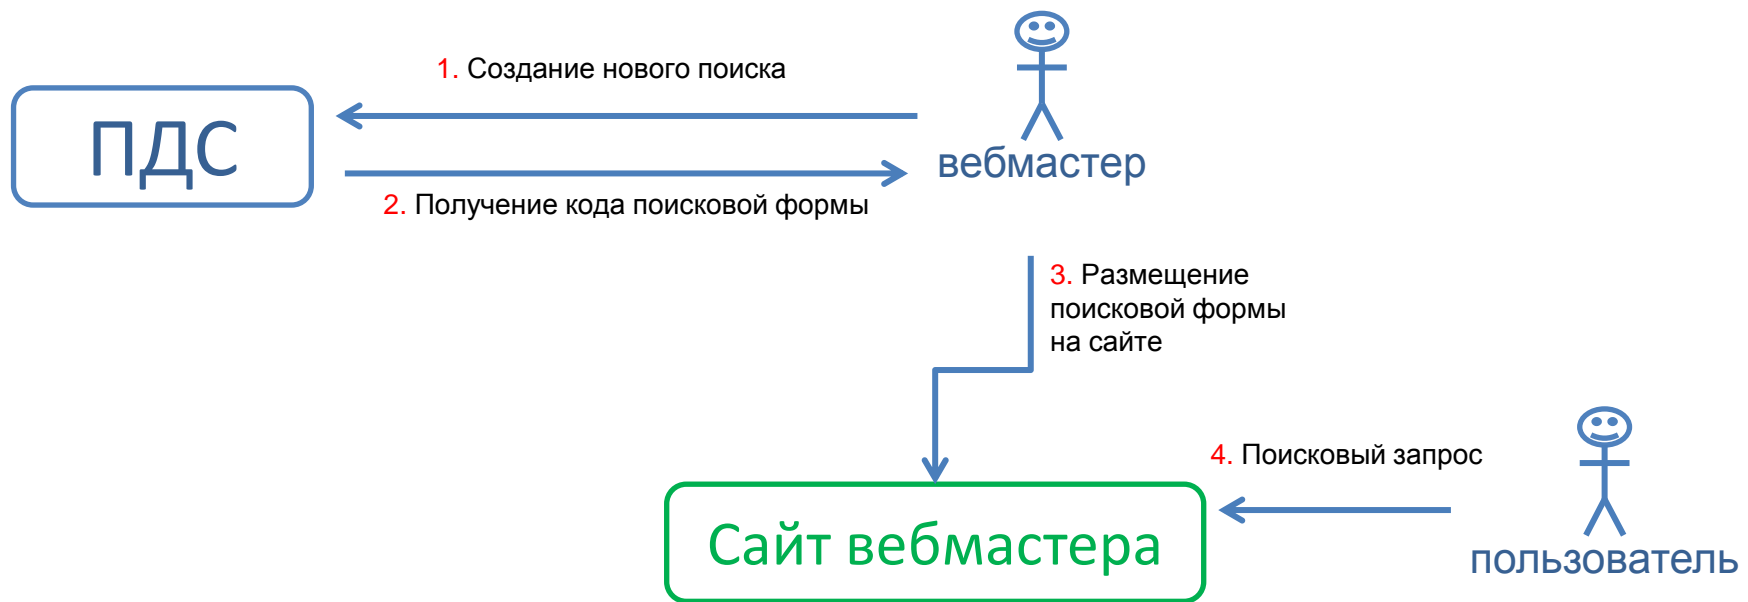 1. Создание нового поиска
ПДС
вебмастер
2. Получение кода поисковой формы
3. Размещение
поисковой формы
на сайте
4. Поисковый запрос
Сайт вебмастера
пользователь